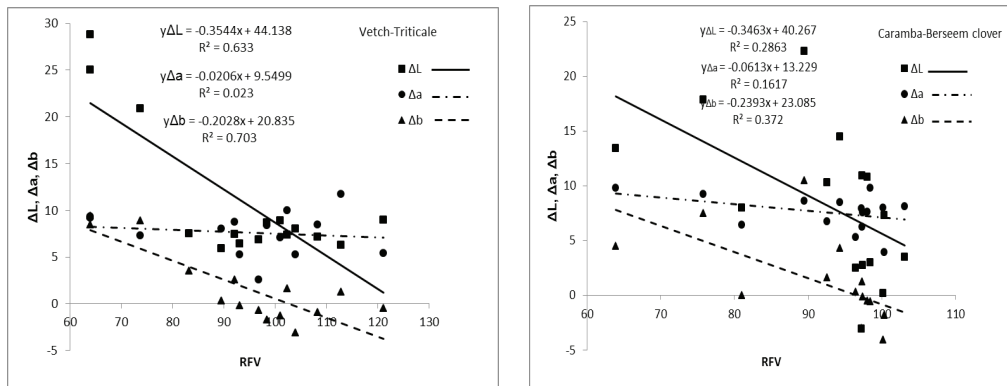 yΔL = -0.3544x + 44.138
R² = 0.633
Vetch-Triticale
yΔa = -0.0206x + 9.5499
R² = 0.023
yΔb = -0.2028x + 20.835
R² = 0.703
ΔL
Δa
Δb
30
25
20
15
10
5
0
-5
60 70 80 90 100 110 120 130
ΔL, Δa, Δb
RFV
yΔL = -0.3463x + 40.267
R² = 0.2863
Caramba-Berseem clover
yΔa = -0.0613x + 13.229
R² = 0.1617
yΔb = -0.2393x + 23.085
R² = 0.372
ΔL
Δa
Δb
25
20
15
10
5
0
-5
60 70 80 90 100 110
ΔL, Δa, Δb
RFV